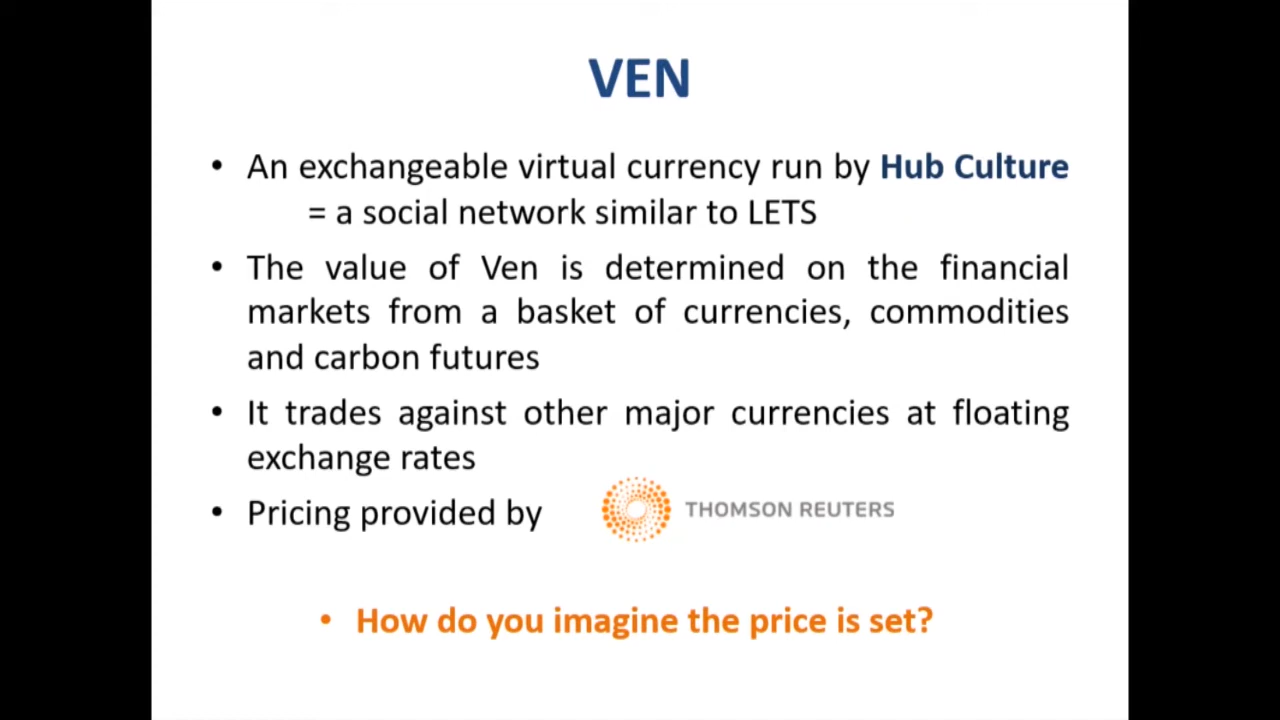 VEN
• An exchangeable virtual currency run by Hub Culture
= a social network similar to LETS
• The value of Ven is determined on the financial
markets from a basket of currencies, commodities
and carbon futures
• It trades against other major currencies at floating
exchange rates
• Pricing provided by THOMSON REUTERS
• How do you imagine the price is set?